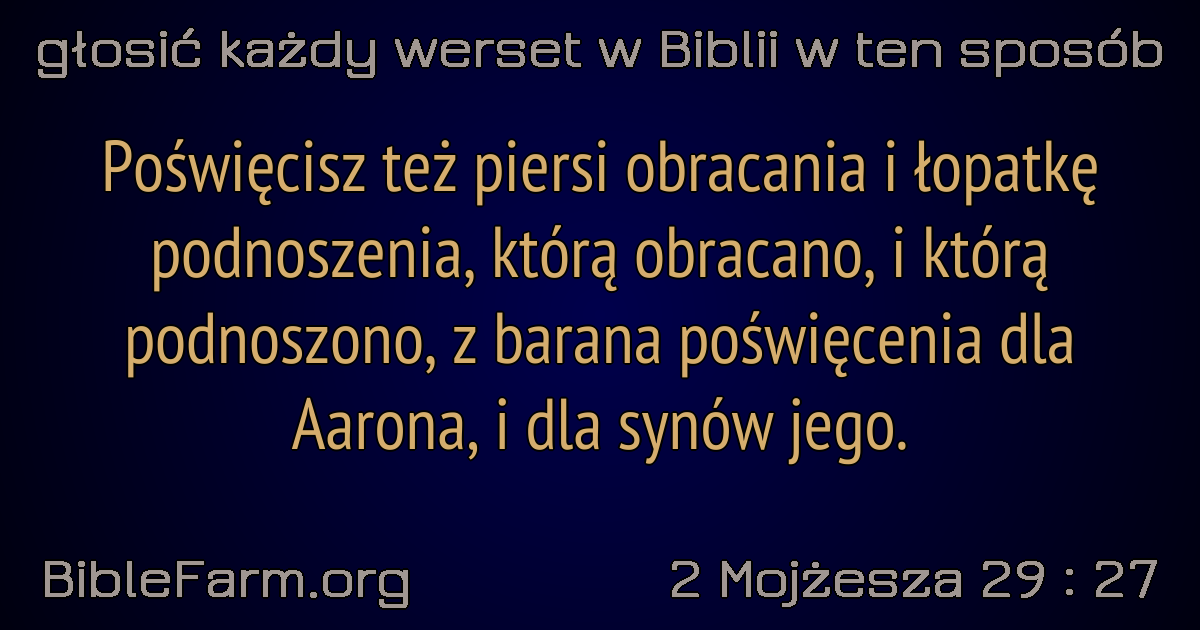 głosić każdy werset w Biblii w ten sposób
Poświęcisz też piersi obracania i łopatkę
podnoszenia, którą obracano, i którą
podnoszono, z barana poświęcenia dla
Aarona, i dla synów jego.
BibleFarm.org
2 Mojżesza 29 : 27